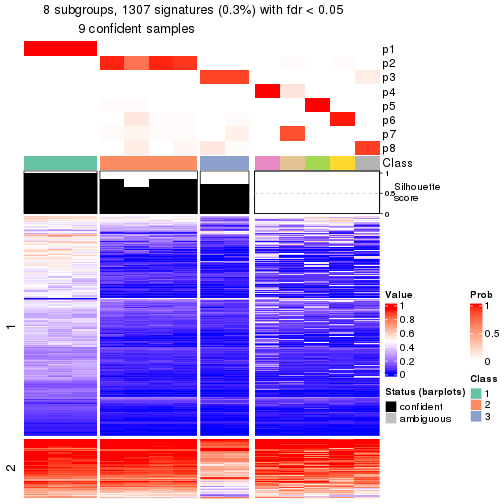 8 subgroups, 1307 signatures (0.3%) with fdr < 0.05
9 confident samples
p1
p2
p3
p4
p5
p6
p7
p8
Class
1
0.5
0
Silhouette
score
1
2
Value
1
0.8
0.6
0.4
0.2
0
Status (barplots)
confident
ambiguous
Prob
1
0.5
0
Class
1
2
3